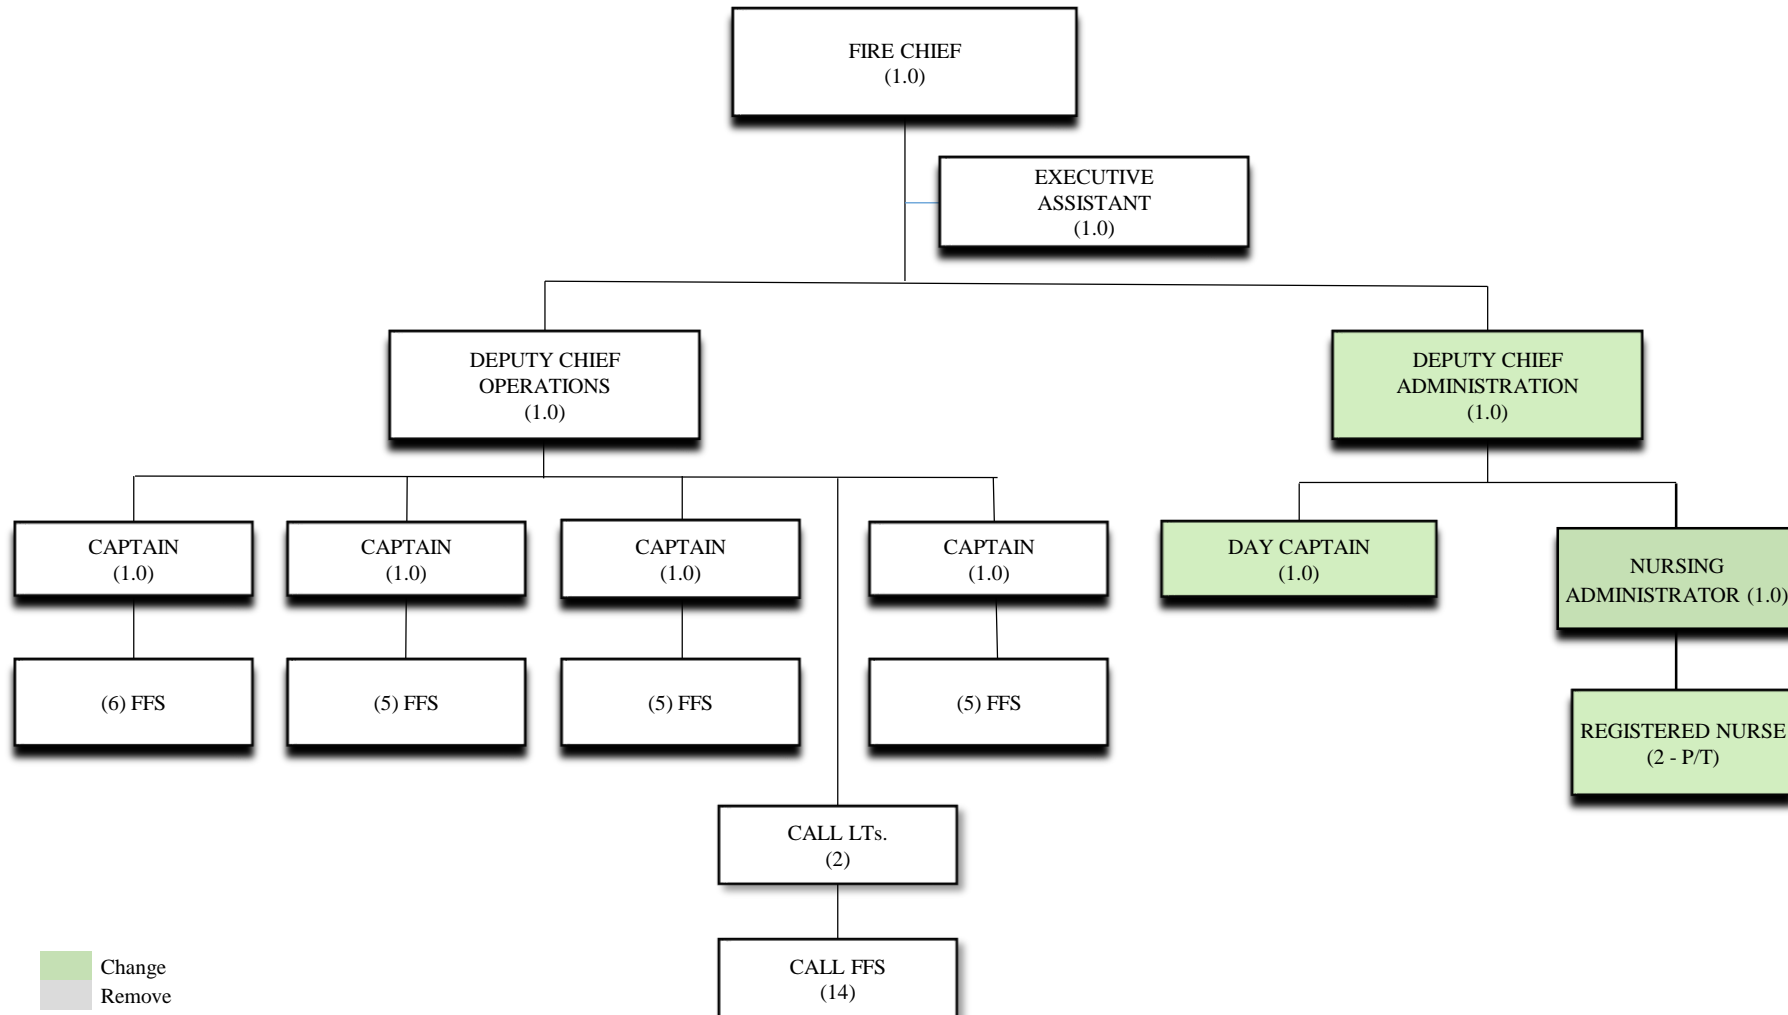 FIRE CHIEF
(1.0)
EXECUTIVE
ASSISTANT
(1.0)
DEPUTY CHIEF
OPERATIONS
(1.0)
DEPUTY CHIEF
ADMINISTRATION
(1.0)
CAPTAIN
(1.0)
CAPTAIN
(1.0)
CAPTAIN
(1.0)
CAPTAIN
(1.0)
DAY CAPTAIN
(1.0)
NURSING
ADMINISTRATOR (1.0)
(6) FFS
(5) FFS
(5) FFS
(5) FFS
REGISTERED NURSE
(2 - P/T)
CALL LTs.
(2)
CALL FFS
(14)
Change
Remove